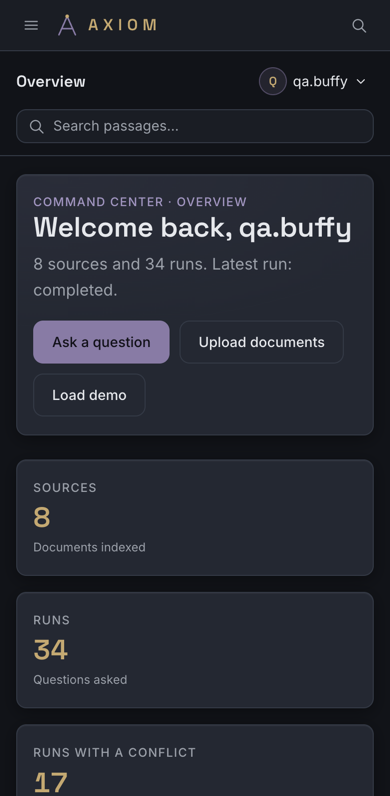 AXIOM
Overview
Q
qa.buffy
Search passages...
COMMAND CENTER · OVERVIEW
Welcome back, qa.buffy
8 sources and 34 runs. Latest run:
completed.
Ask a question
Upload documents
Load demo
SOURCES
8
Documents indexed
RUNS
34
Questions asked
RUNS WITH A CONFLICT
17